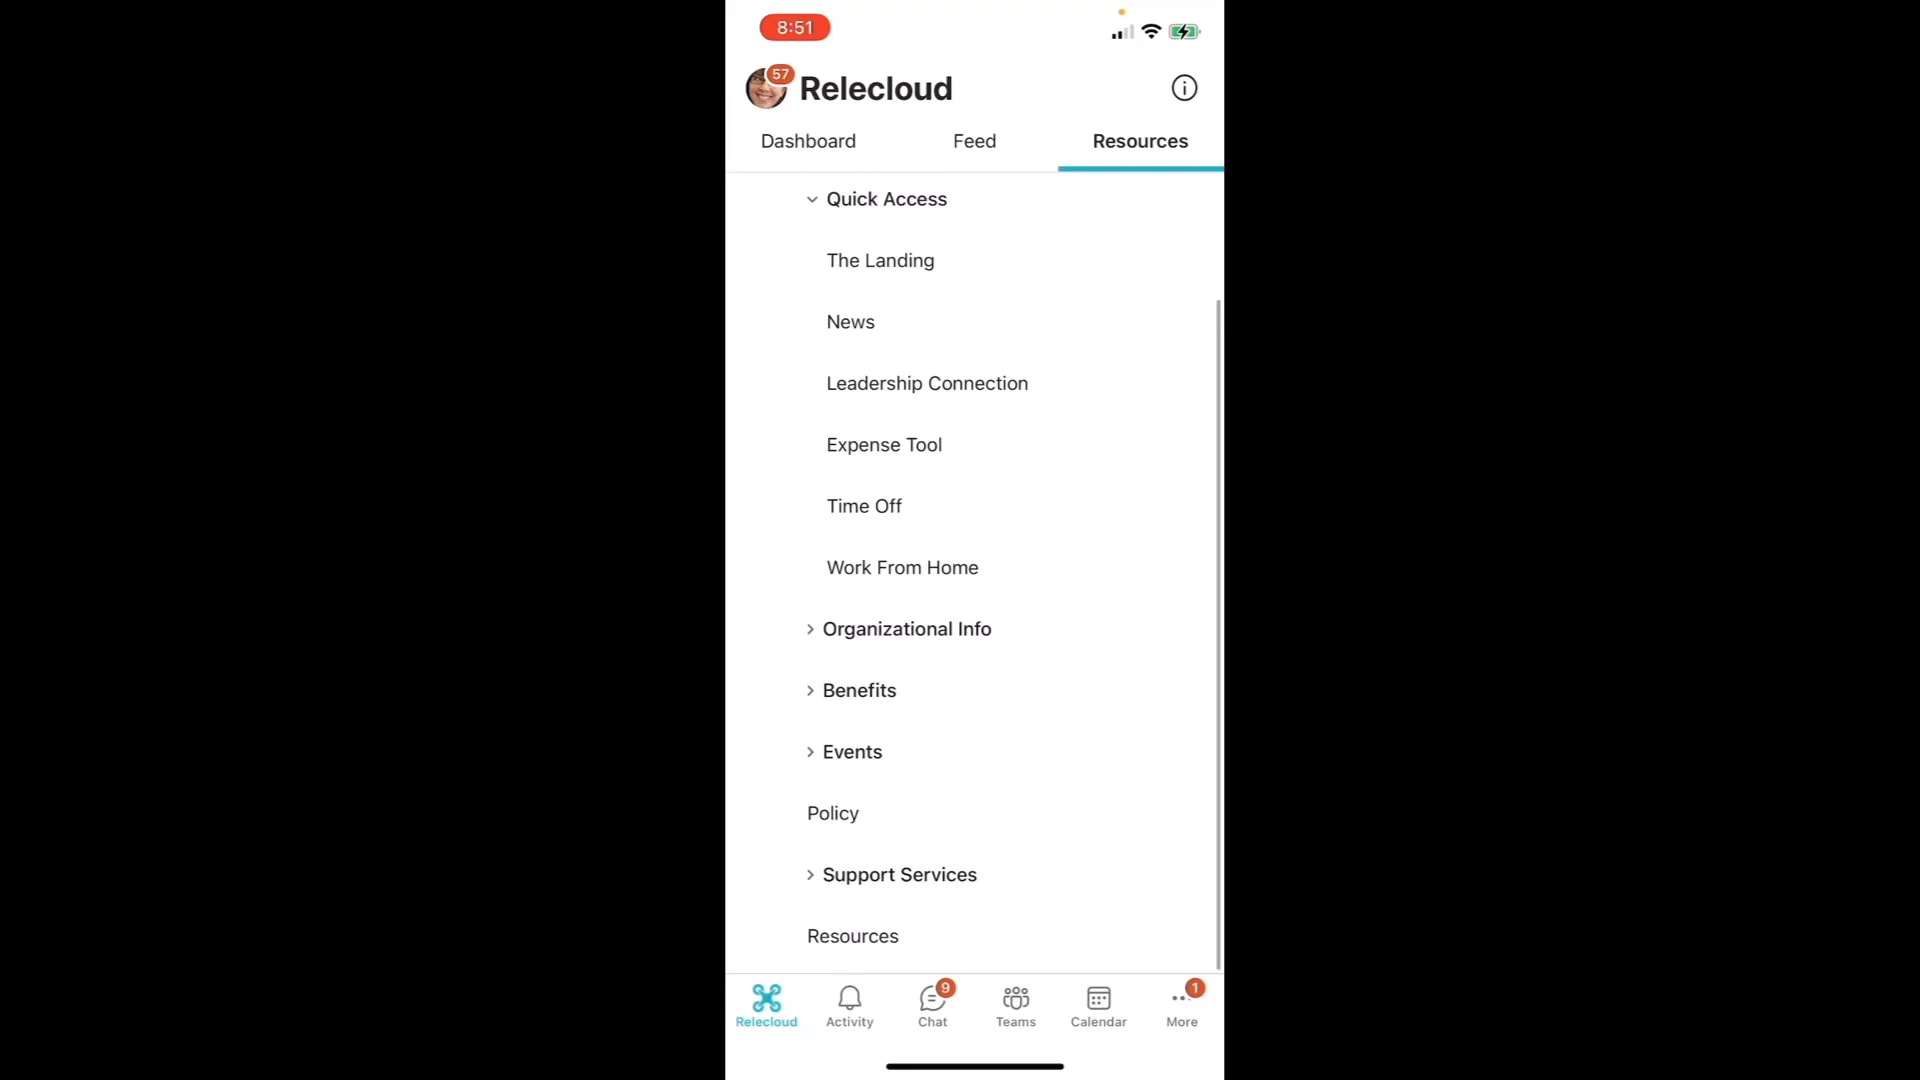 8:51
57
Relecloud
Dashboard Feed Resources
Quick Access
The Landing
News
Leadership Connection
Expense Tool
Time Off
Work From Home
Organizational Info
Benefits
Events
Policy
Support Services
Resources
9 1
Relecloud Activity Chat Teams Calendar More